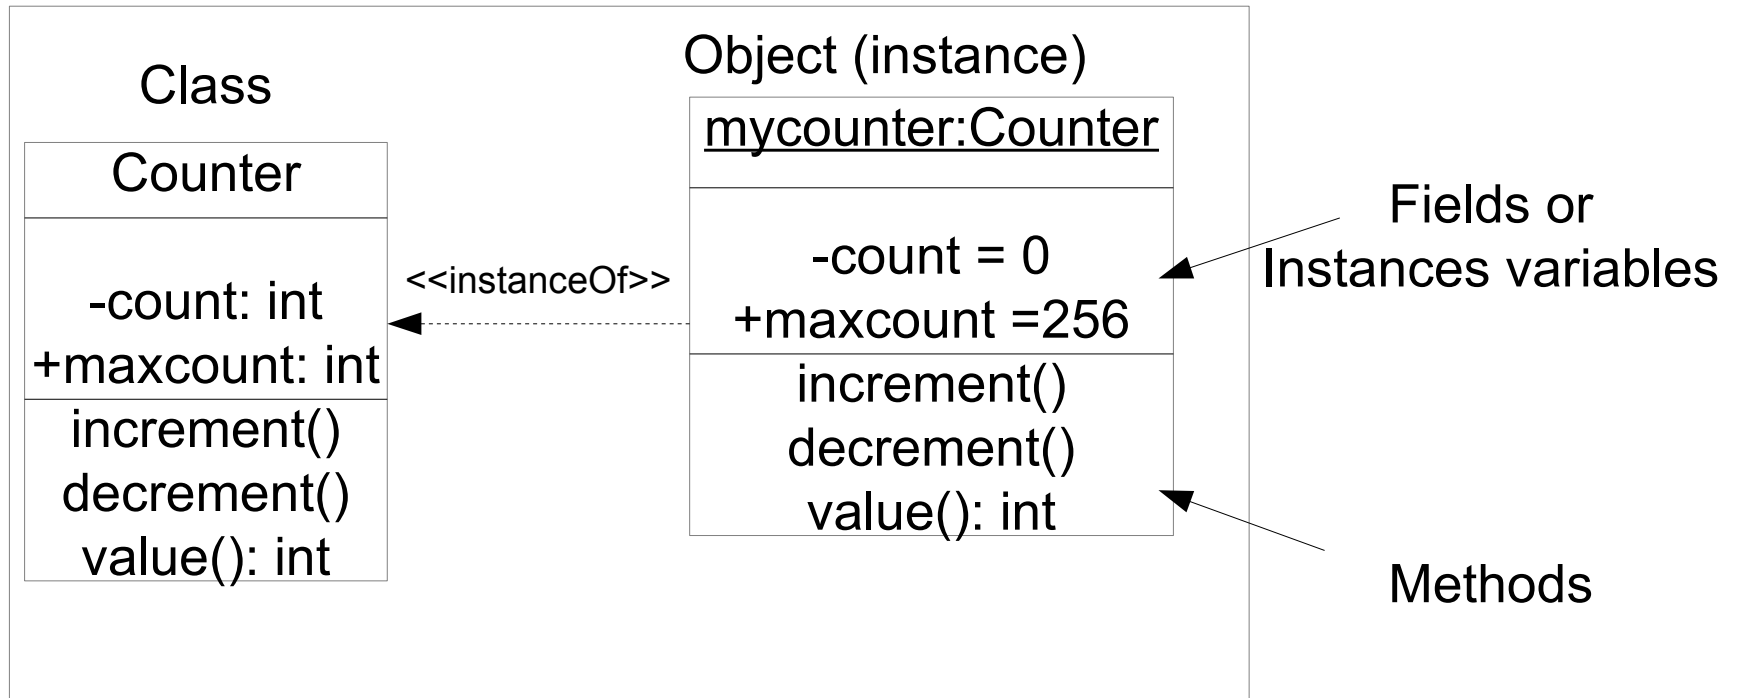 Class
Counter
-count: int
+maxcount: int
increment()
decrement()
value(): int
<<instanceOf>>
Object (instance)
mycounter:Counter
-count = 0
+maxcount =256
increment()
decrement()
value(): int
Fields or
Instances variables
Methods